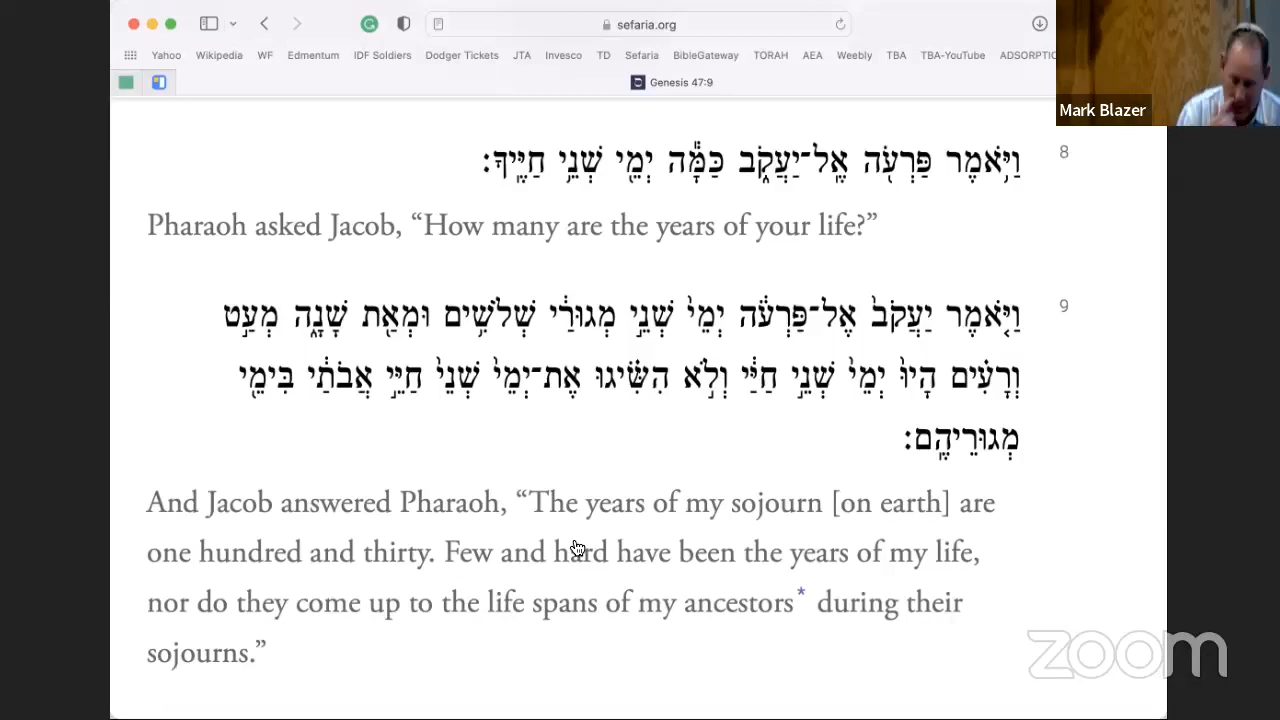 sefaria.org
Yahoo Wikipedia WF Edmentum IDF Soldiers Dodger Tickets JTA Invesco TD Sefaria BibleGateway TORAH AEA Weebly TBA TBA-YouTube ADSORPTIO
Genesis 47:9
Mark Blazer
8
וַיֹּ֥אמֶר פַּרְעֹ֖ה אֶֽל־יַעֲקֹ֑ב כַּמָּ֕ה יְמֵ֖י שְׁנֵ֥י חַיֶּֽיךָ׃
Pharaoh asked Jacob, “How many are the years of your life?”
9
וַיֹּ֤אמֶר יַעֲקֹב֙ אֶל־פַּרְעֹ֔ה יְמֵי֙ שְׁנֵ֣י מְגוּרַ֔י שְׁלֹשִׁ֥ים וּמְאַ֖ת שָׁנָ֑ה מְעַ֣ט
וְרָעִ֗ים הָיוּ֙ יְמֵי֙ שְׁנֵ֣י חַיַּ֔י וְלֹ֣א הִשִּׂ֗יגוּ אֶת־יְמֵי֙ שְׁנֵי֙ חַיֵּ֣י אֲבֹתַ֔י בִּימֵ֖י
מְגוּרֵיהֶֽם׃
And Jacob answered Pharaoh, “The years of my sojourn [on earth] are
one hundred and thirty. Few and hard have been the years of my life,
nor do they come up to the life spans of my ancestors* during their
sojourns.”
zoom